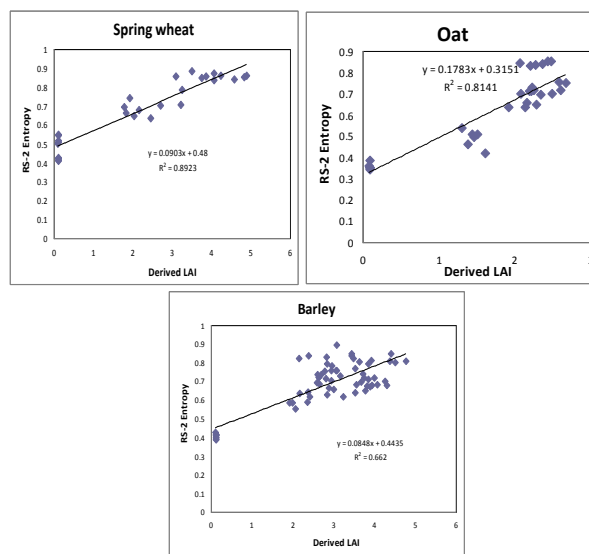 Spring wheat
1
0.9
0.8
0.7
0.6
0.5
0.4
0.3
0.2
0.1
0
RS-2 Entropy
y = 0.0903x + 0.48
R² = 0.8923
0 1 2 3 4 5 6
Derived LAI
Oat
0.9
0.8
0.7
0.6
0.5
0.4
0.3
0.2
0.1
0
RS-2 Entropy
y = 0.1783x + 0.3151
R² = 0.8141
0 1 2 3
Derived LAI
Barley
1
0.9
0.8
0.7
0.6
0.5
0.4
0.3
0.2
0.1
0
RS-2 Entropy
y = 0.0848x + 0.4435
R² = 0.662
0 1 2 3 4 5 6
Derived LAI